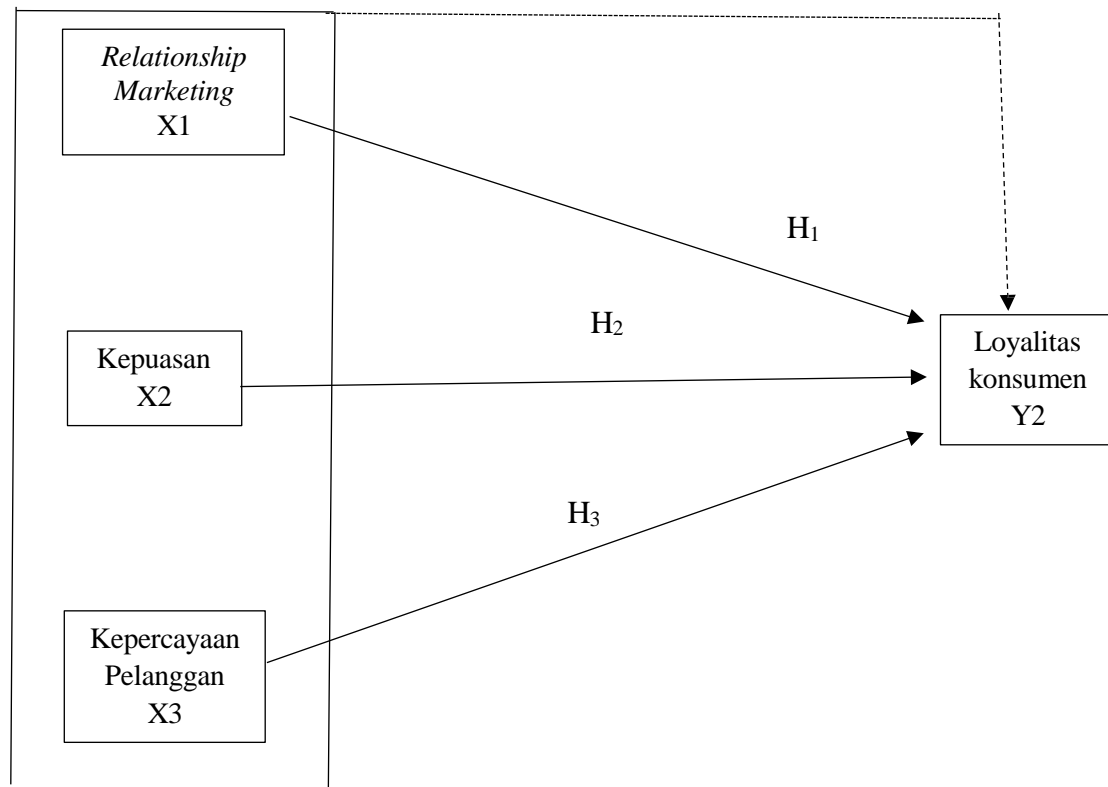 Relationship
Marketing
X1
H1
Kepuasan
X2
H2
Loyalitas
konsumen
Y2
H3
Kepercayaan
Pelanggan
X3